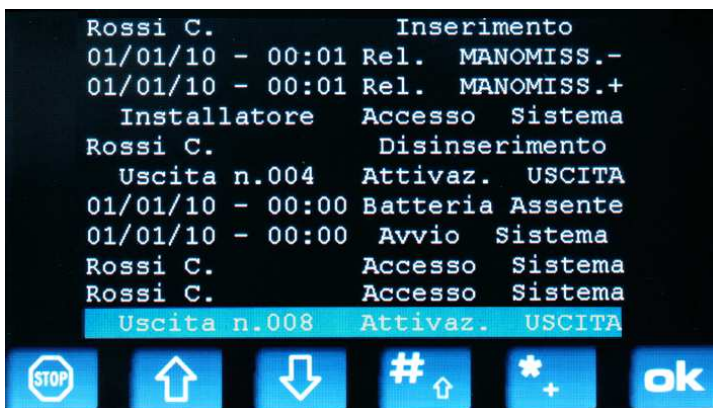 Rossi C. Inserimento
01/01/10 - 00:01 Rel. MANOMISS.-
01/01/10 - 00:01 Rel. MANOMISS.+
Installatore Accesso Sistema
Rossi C. Disinserimento
Uscita n.004 Attivaz. USCITA
01/01/10 - 00:00 Batteria Assente
01/01/10 - 00:00 Avvio Sistema
Rossi C. Accesso Sistema
Rossi C. Accesso Sistema
Uscita n.008 Attivaz. USCITA
STOP # * + ok